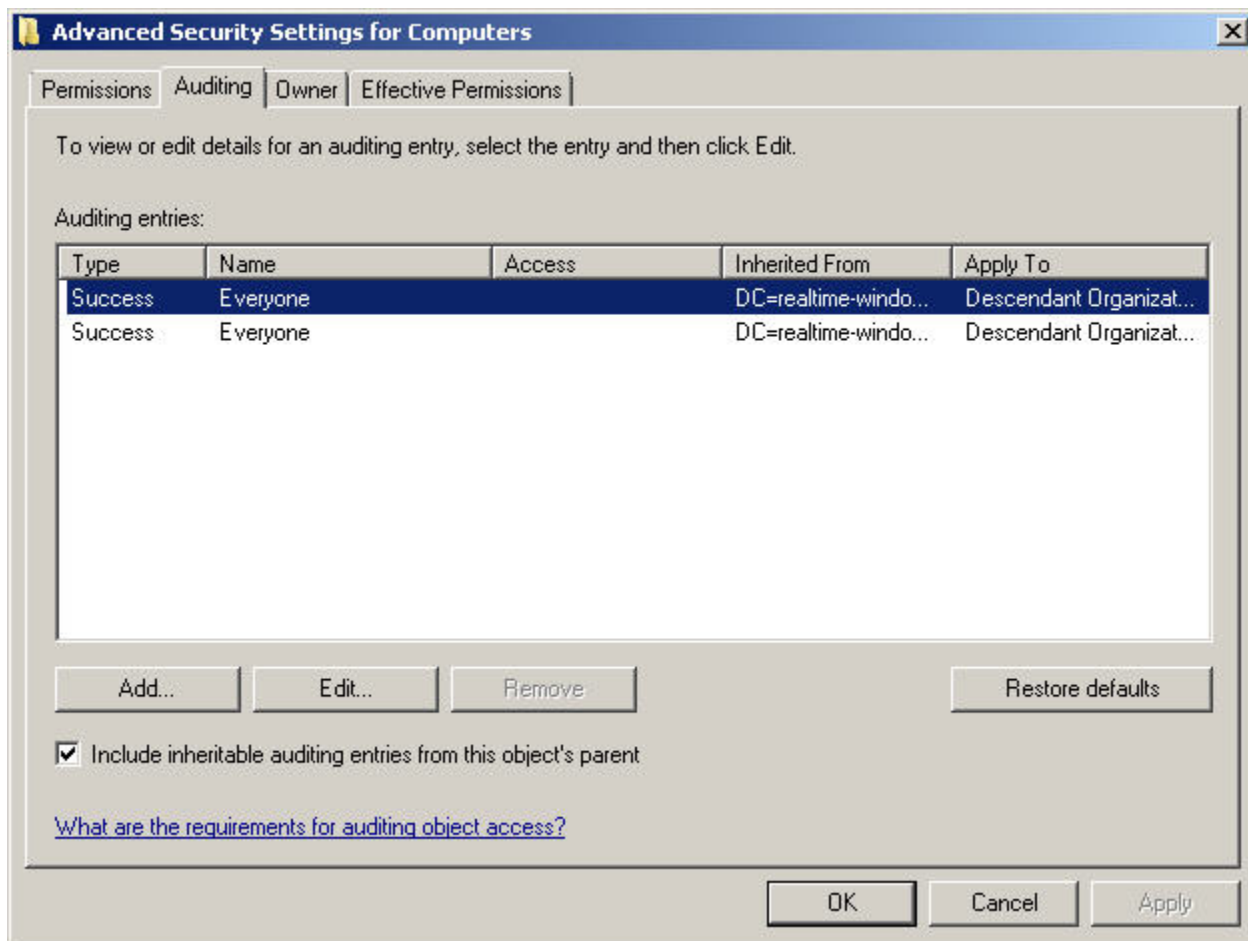 Advanced Security Settings for Computers
Permissions Auditing Owner Effective Permissions
To view or edit details for an auditing entry, select the entry and then click Edit.
Auditing entries:
Type Name Access Inherited From Apply To
Success Everyone DC=realtime-windo... Descendant Organizat...
Success Everyone DC=realtime-windo... Descendant Organizat...
Add... Edit... Remove Restore defaults
Include inheritable auditing entries from this object's parent
What are the requirements for auditing object access?
OK Cancel Apply